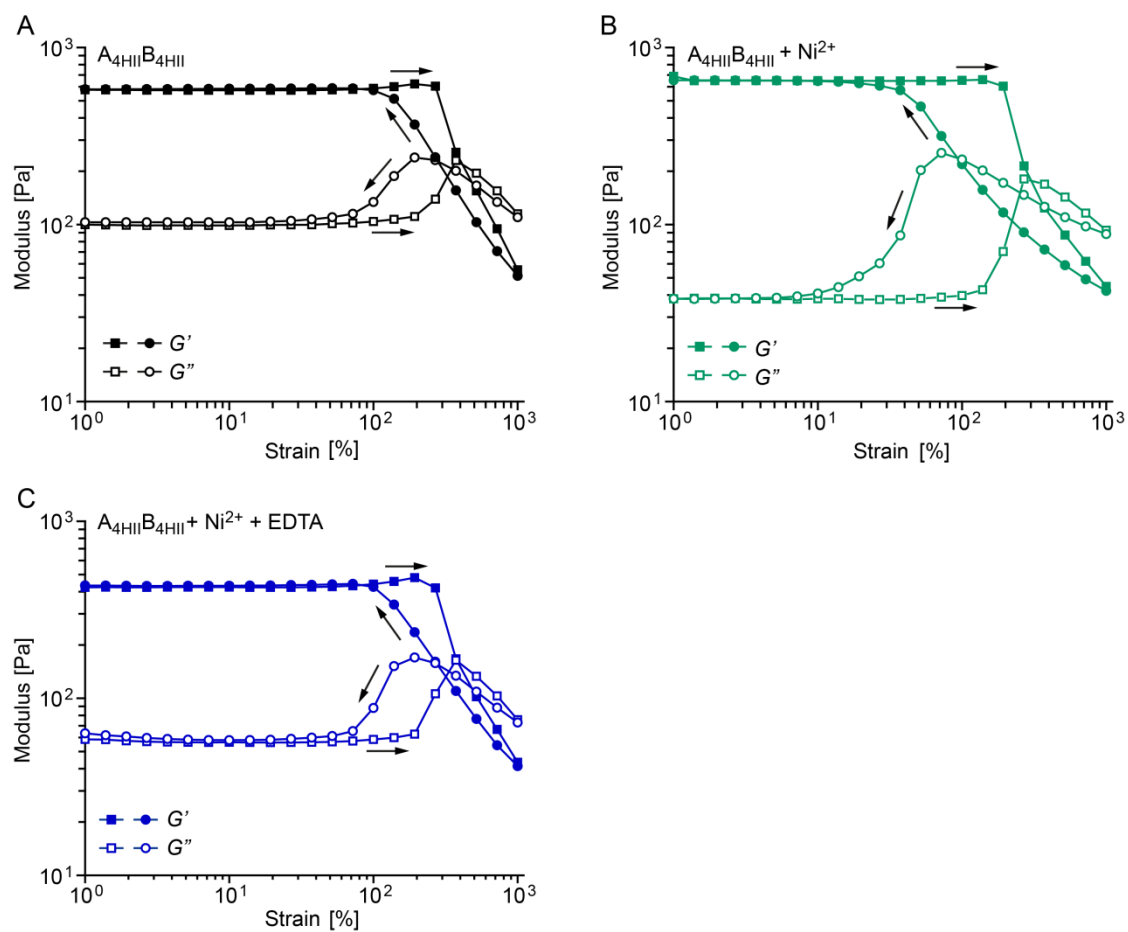 A
A4HIIB4HII
10³
10²
10¹
Modulus [Pa]
G’
G”
10⁰ 10¹ 10² 10³
Strain [%]
B
A4HIIB4HII + Ni²⁺
10³
10²
10¹
Modulus [Pa]
G’
G”
10⁰ 10¹ 10² 10³
Strain [%]
C
A4HIIB4HII + Ni²⁺ + EDTA
10³
10²
10¹
Modulus [Pa]
G’
G”
10⁰ 10¹ 10² 10³
Strain [%]